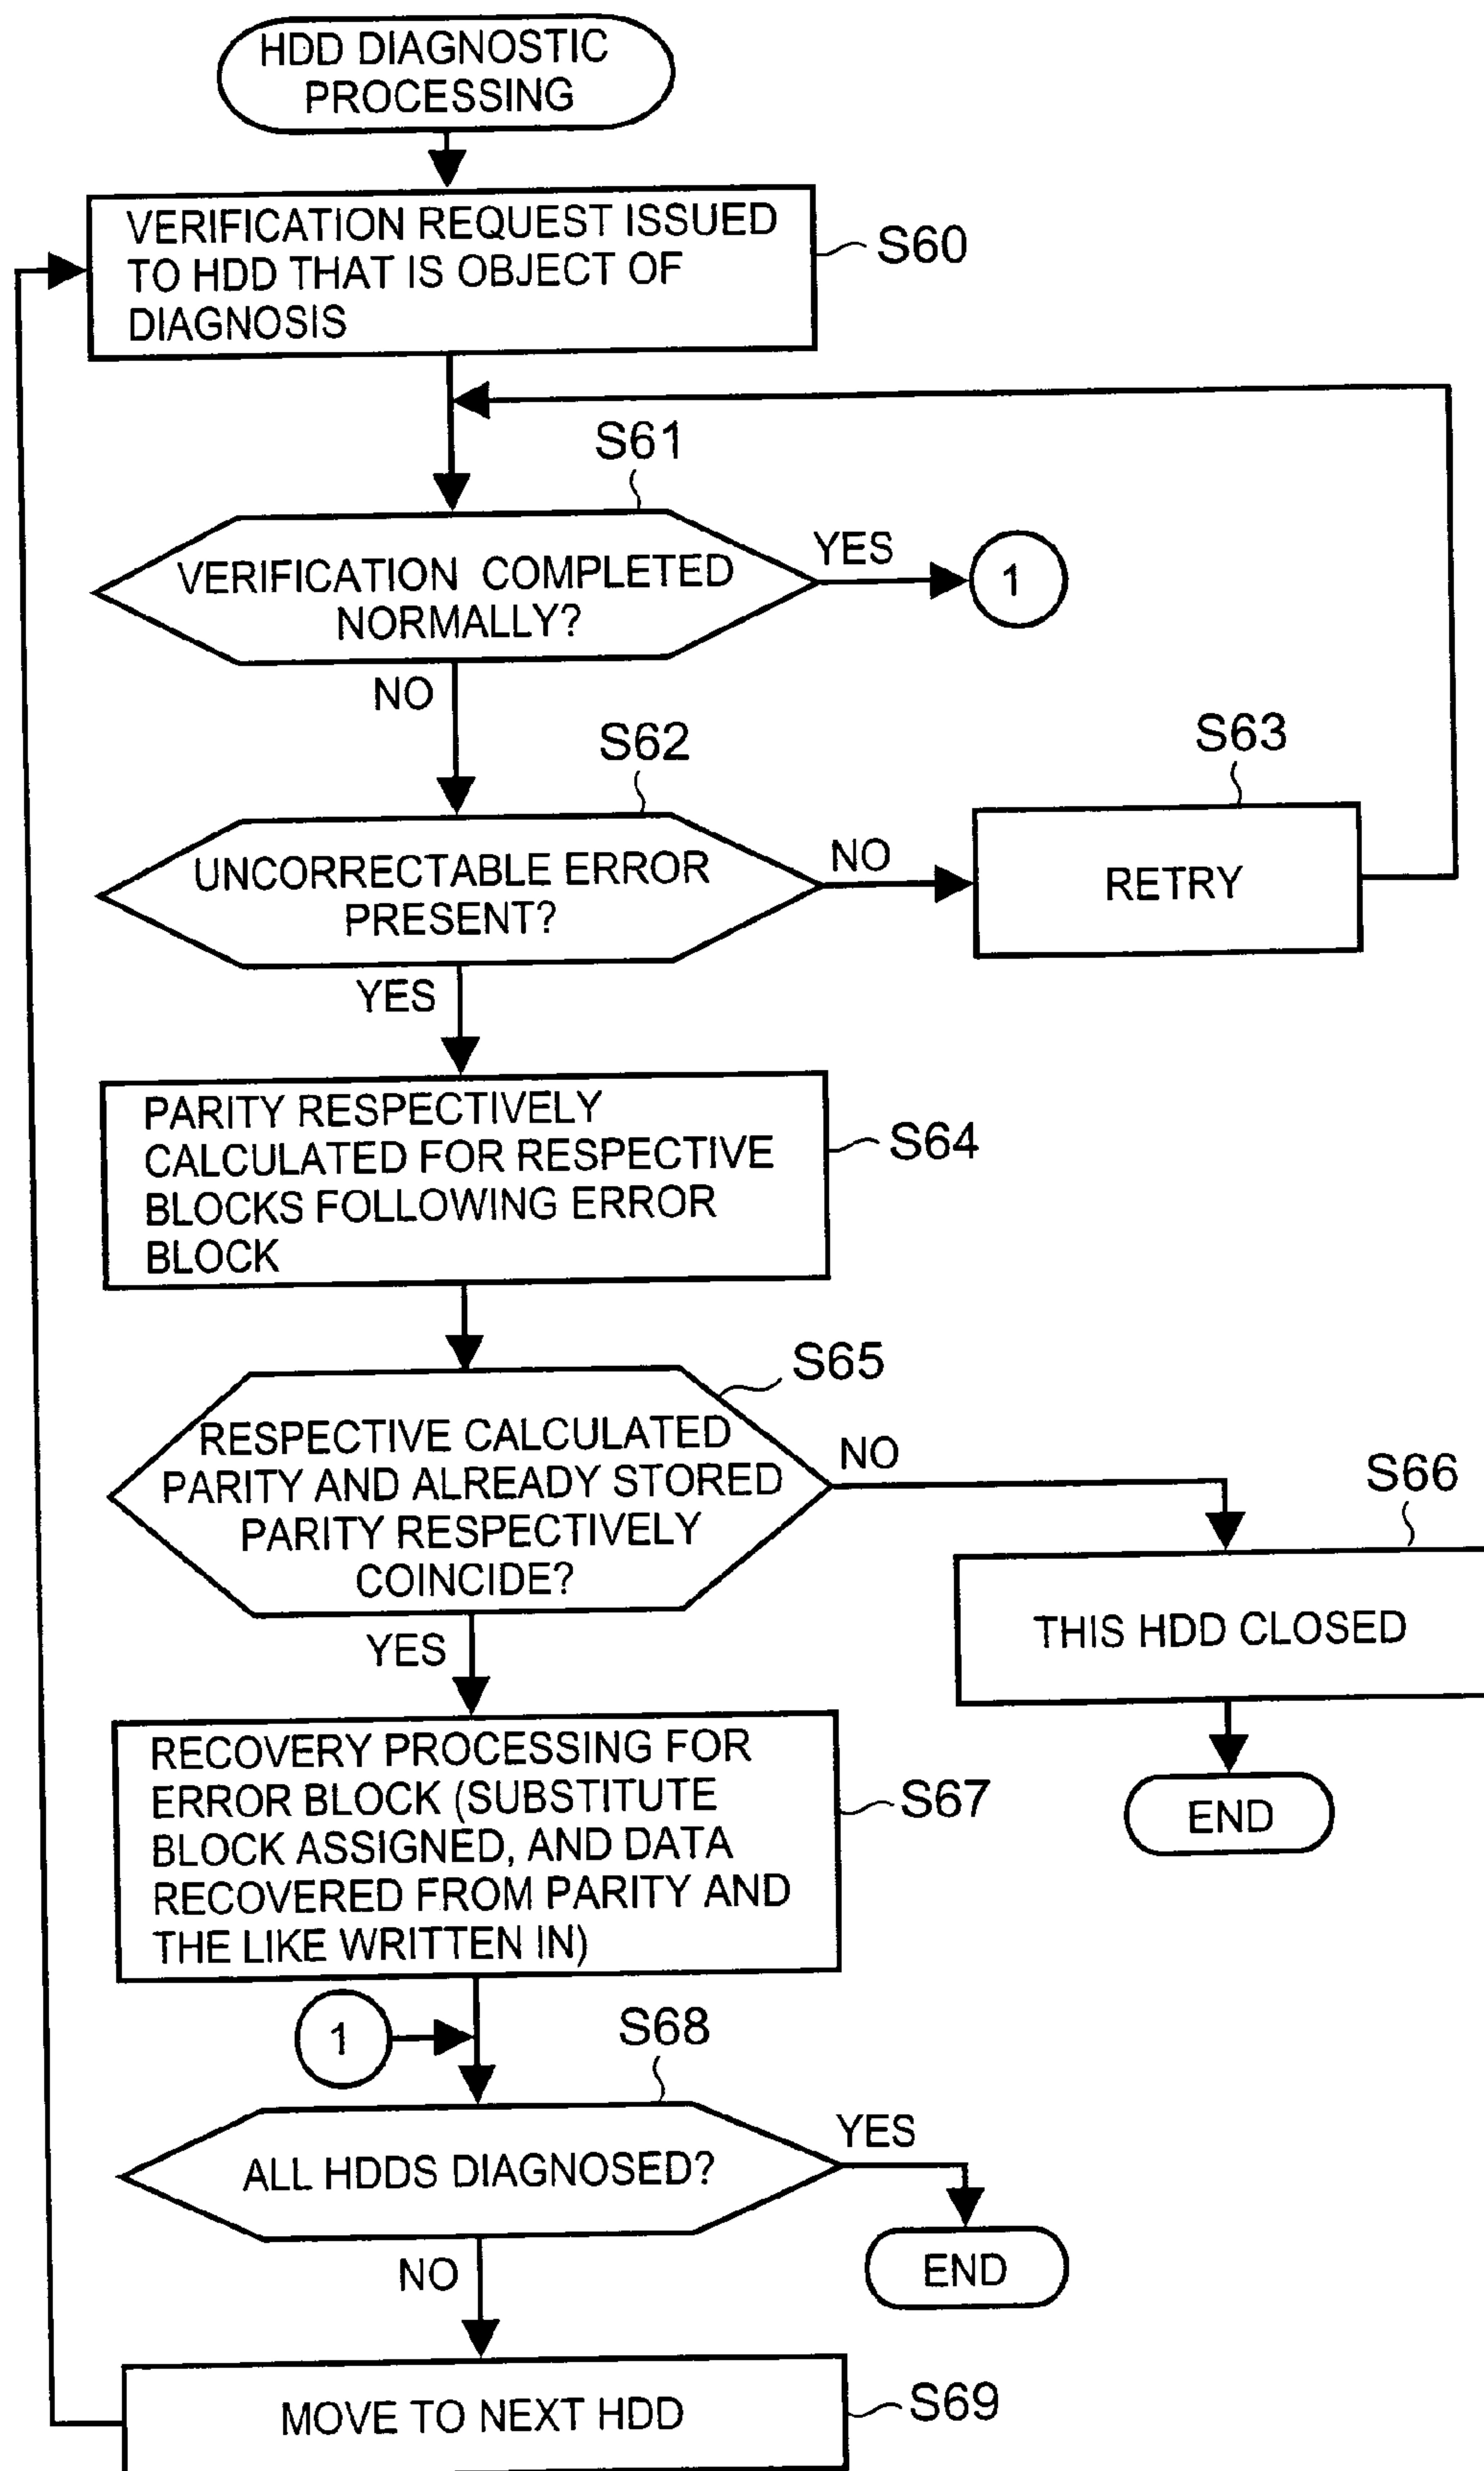 HDD DIAGNOSTIC
PROCESSING
VERIFICATION REQUEST ISSUED
TO HDD THAT IS OBJECT OF
DIAGNOSIS
S60
S61
VERIFICATION COMPLETED
NORMALLY?
YES
1
NO
S62
S63
UNCORRECTABLE ERROR
PRESENT?
NO
RETRY
YES
PARITY RESPECTIVELY
CALCULATED FOR RESPECTIVE
BLOCKS FOLLOWING ERROR
BLOCK
S64
S65
RESPECTIVE CALCULATED
PARITY AND ALREADY STORED
PARITY RESPECTIVELY
COINCIDE?
NO
S66
THIS HDD CLOSED
END
YES
RECOVERY PROCESSING FOR
ERROR BLOCK (SUBSTITUTE
BLOCK ASSIGNED, AND DATA
RECOVERED FROM PARITY AND
THE LIKE WRITTEN IN)
S67
1
S68
ALL HDDS DIAGNOSED?
YES
END
NO
MOVE TO NEXT HDD
S69